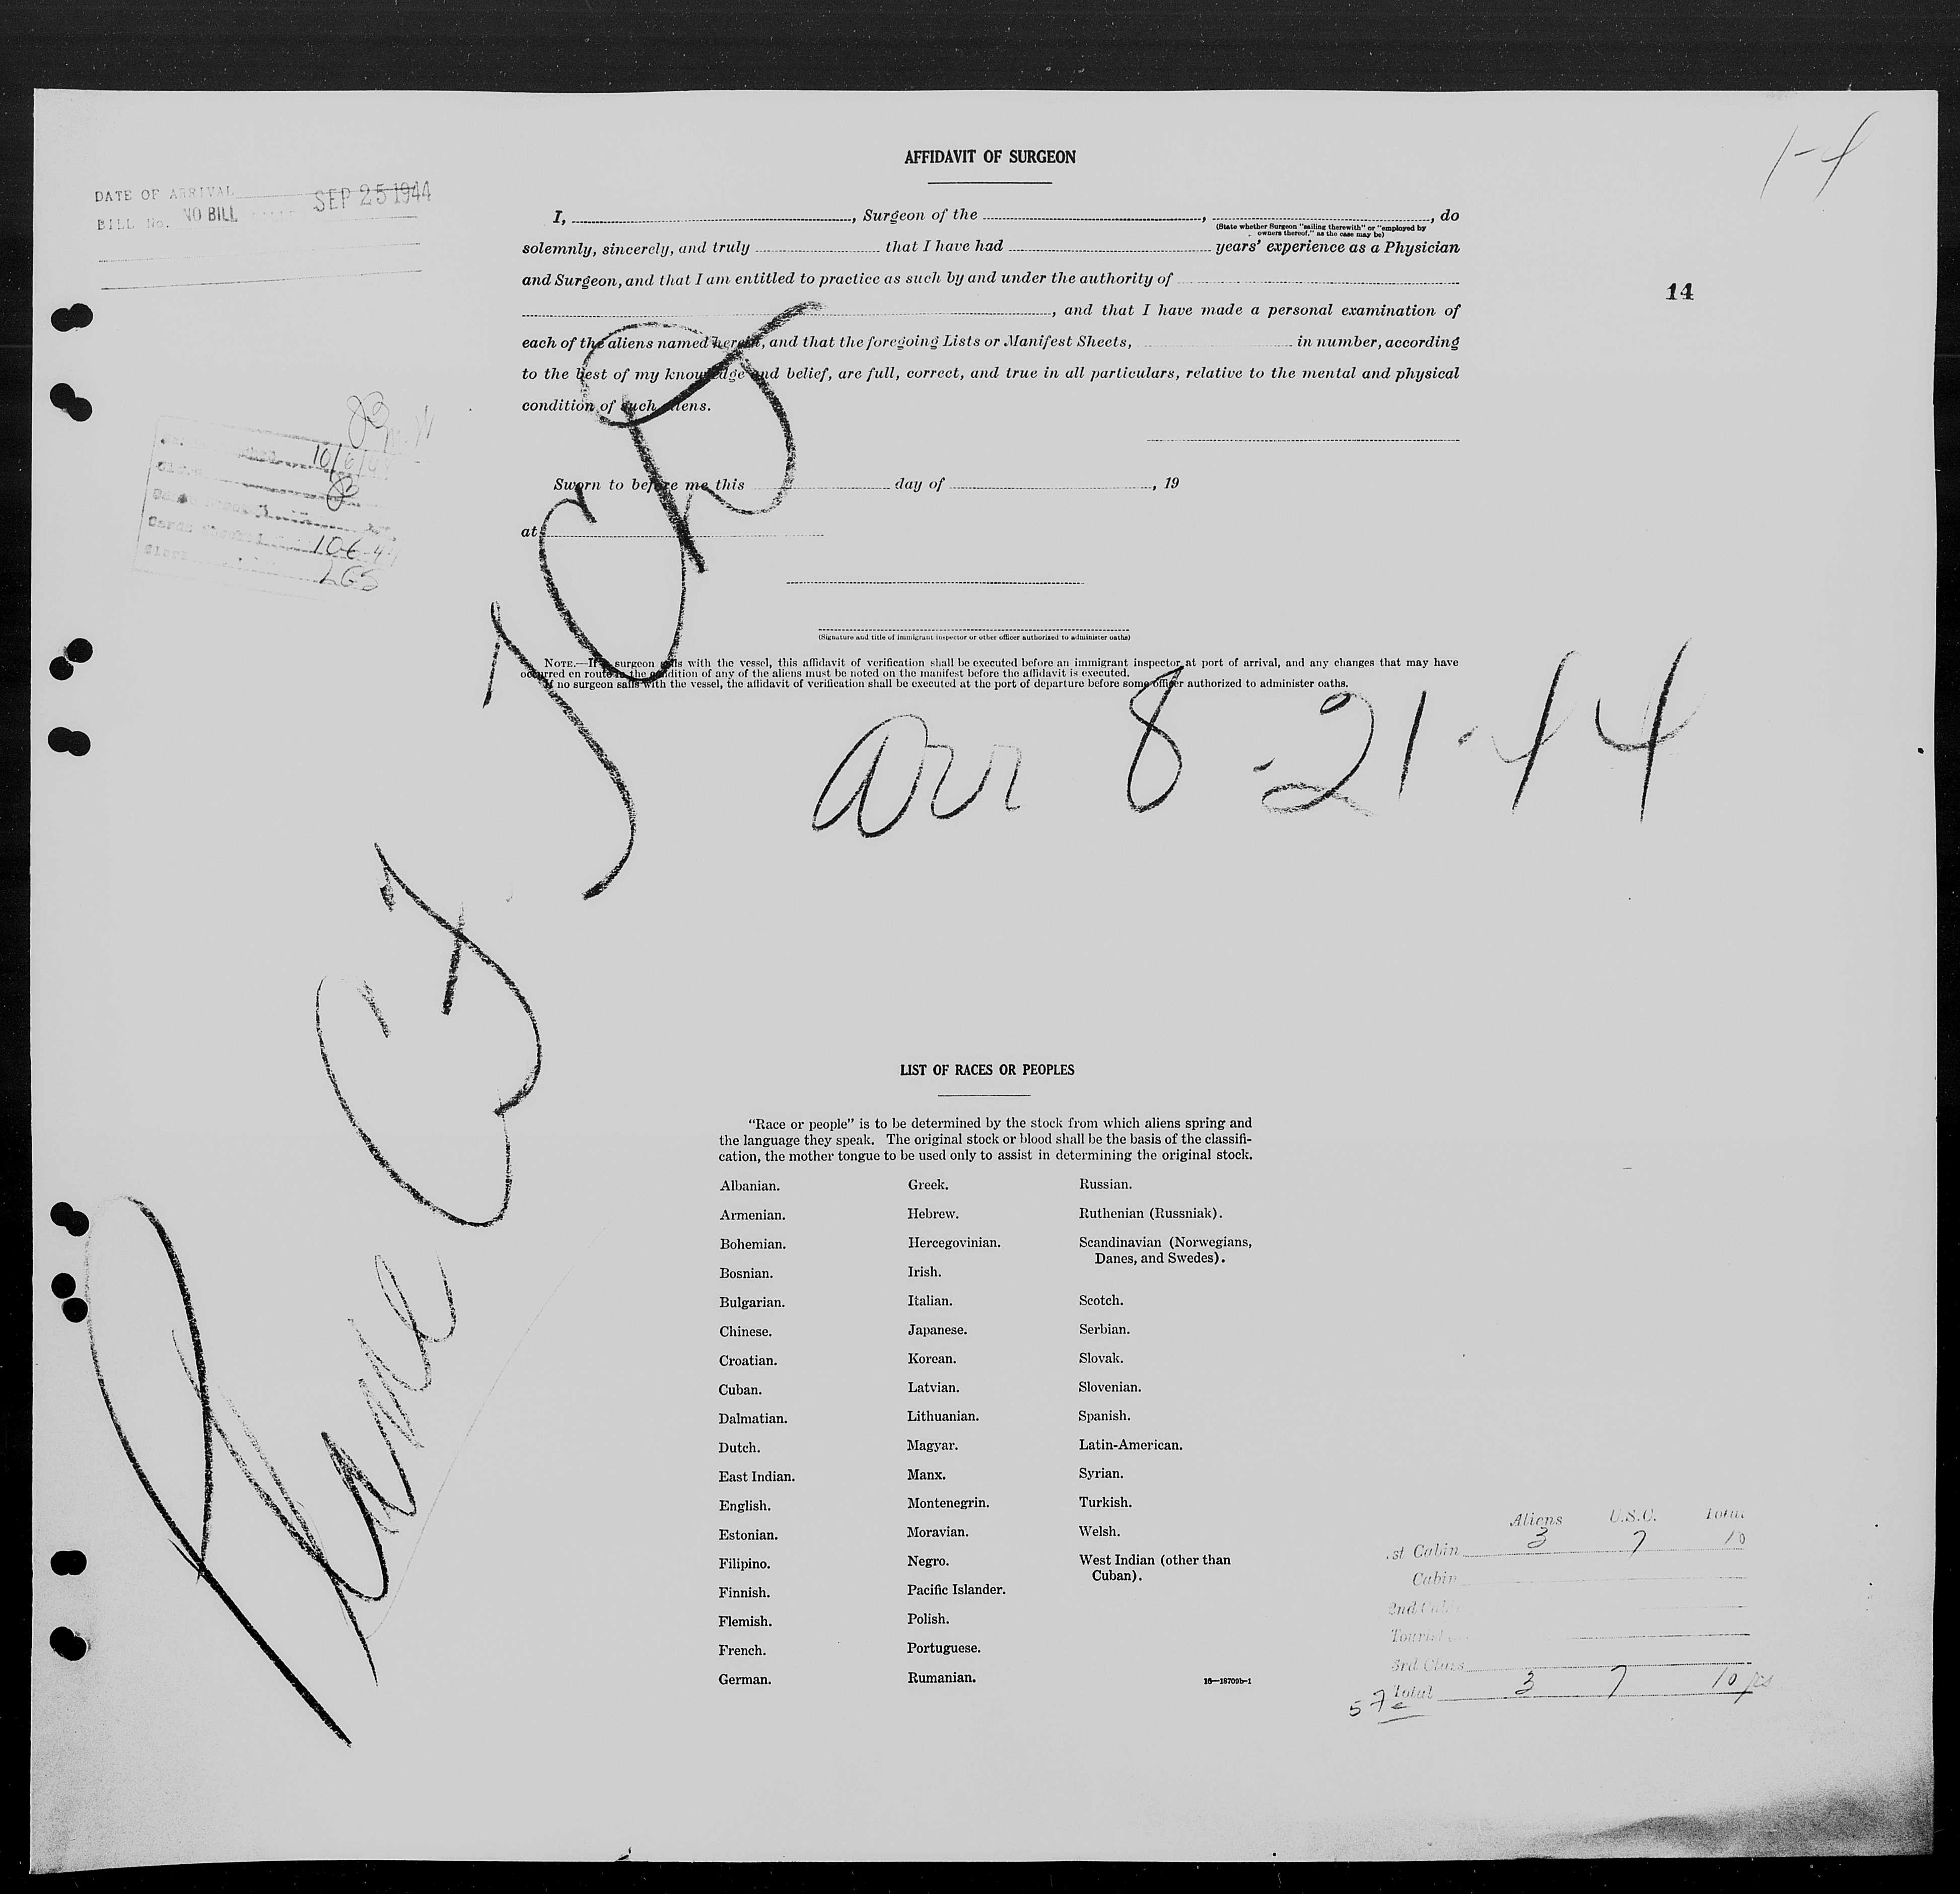 AFFIDAVIT OF SURGEON
1-4
DATE OF ARRIVAL SEP 25 1944
BILL No. NO BILL
I, , Surgeon of the , , do
(State whether Surgeon "sailing therewith" or "employed by owners thereof," as the case may be)
solemnly, sincerely, and truly that I have had years' experience as a Physician
and Surgeon, and that I am entitled to practice as such by and under the authority of
, and that I have made a personal examination of
14
each of the aliens named herein, and that the foregoing Lists or Manifest Sheets, in number, according
to the best of my knowledge and belief, are full, correct, and true in all particulars, relative to the mental and physical
condition of such aliens.
10/6/44
10-6-44
LGS
Sworn to before me this day of , 19
at
(Signature and title of immigrant inspector or other officer authorized to administer oaths)
NOTE.—If a surgeon sails with the vessel, this affidavit of verification shall be executed before an immigrant inspector at port of arrival, and any changes that may have
occurred en route in the condition of any of the aliens must be noted on the manifest before the affidavit is executed.
If no surgeon sails with the vessel, the affidavit of verification shall be executed at the port of departure before some officer authorized to administer oaths.
Plane
arr 8-21-44
LIST OF RACES OR PEOPLES
"Race or people" is to be determined by the stock from which aliens spring and
the language they speak. The original stock or blood shall be the basis of the classifi-
cation, the mother tongue to be used only to assist in determining the original stock.
Albanian.
Armenian.
Bohemian.
Bosnian.
Bulgarian.
Chinese.
Croatian.
Cuban.
Dalmatian.
Dutch.
East Indian.
English.
Estonian.
Filipino.
Finnish.
Flemish.
French.
German.
Greek.
Hebrew.
Hercegovinian.
Irish.
Italian.
Japanese.
Korean.
Latvian.
Lithuanian.
Magyar.
Manx.
Montenegrin.
Moravian.
Negro.
Pacific Islander.
Polish.
Portuguese.
Rumanian.
Russian.
Ruthenian (Russniak).
Scandinavian (Norwegians,
Danes, and Swedes).
Scotch.
Serbian.
Slovak.
Slovenian.
Spanish.
Latin-American.
Syrian.
Turkish.
Welsh.
West Indian (other than
Cuban).
16—18709b-1
Aliens U.S.C. Total
st Cabin 3 7 10
Cabin
2nd Cabin
Tourist
3rd Class
Total 3 7 10